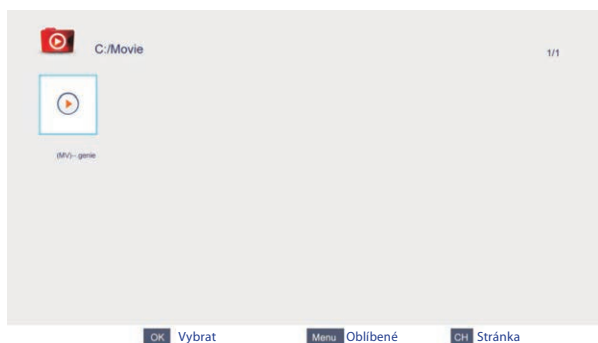 C:/Movie
1/1
(MV)--genie
OK Vybrat Menu Oblíbené CH Stránka